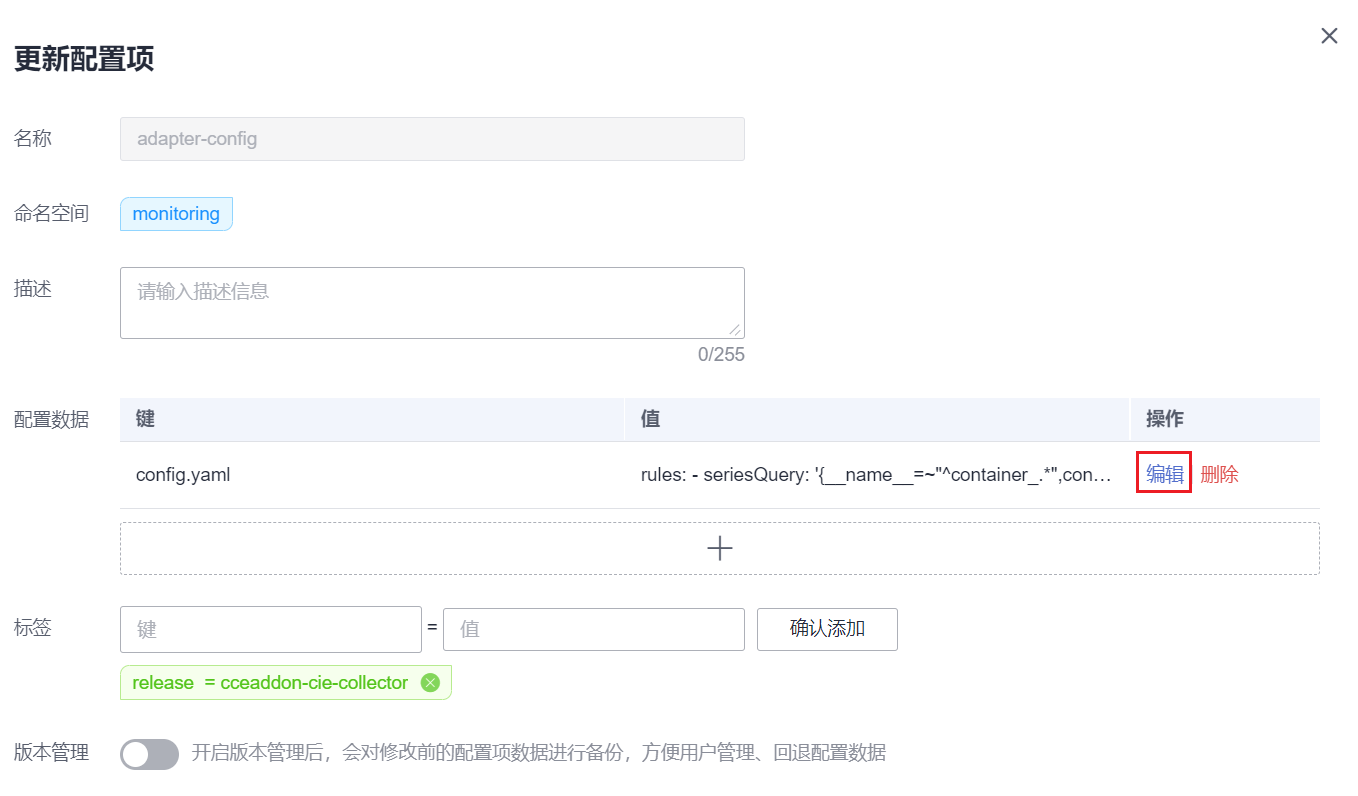 更新配置项
名称
adapter-config
命名空间
monitoring
描述
请输入描述信息
0/255
配置数据
键 值 操作
config.yaml rules: - seriesQuery: '{__name__=~"^container_.*",con... 编辑 删除
标签
键 = 值 确认添加
release = cceaddon-cie-collector
版本管理 开启版本管理后，会对修改前的配置项数据进行备份，方便用户管理、回退配置数据